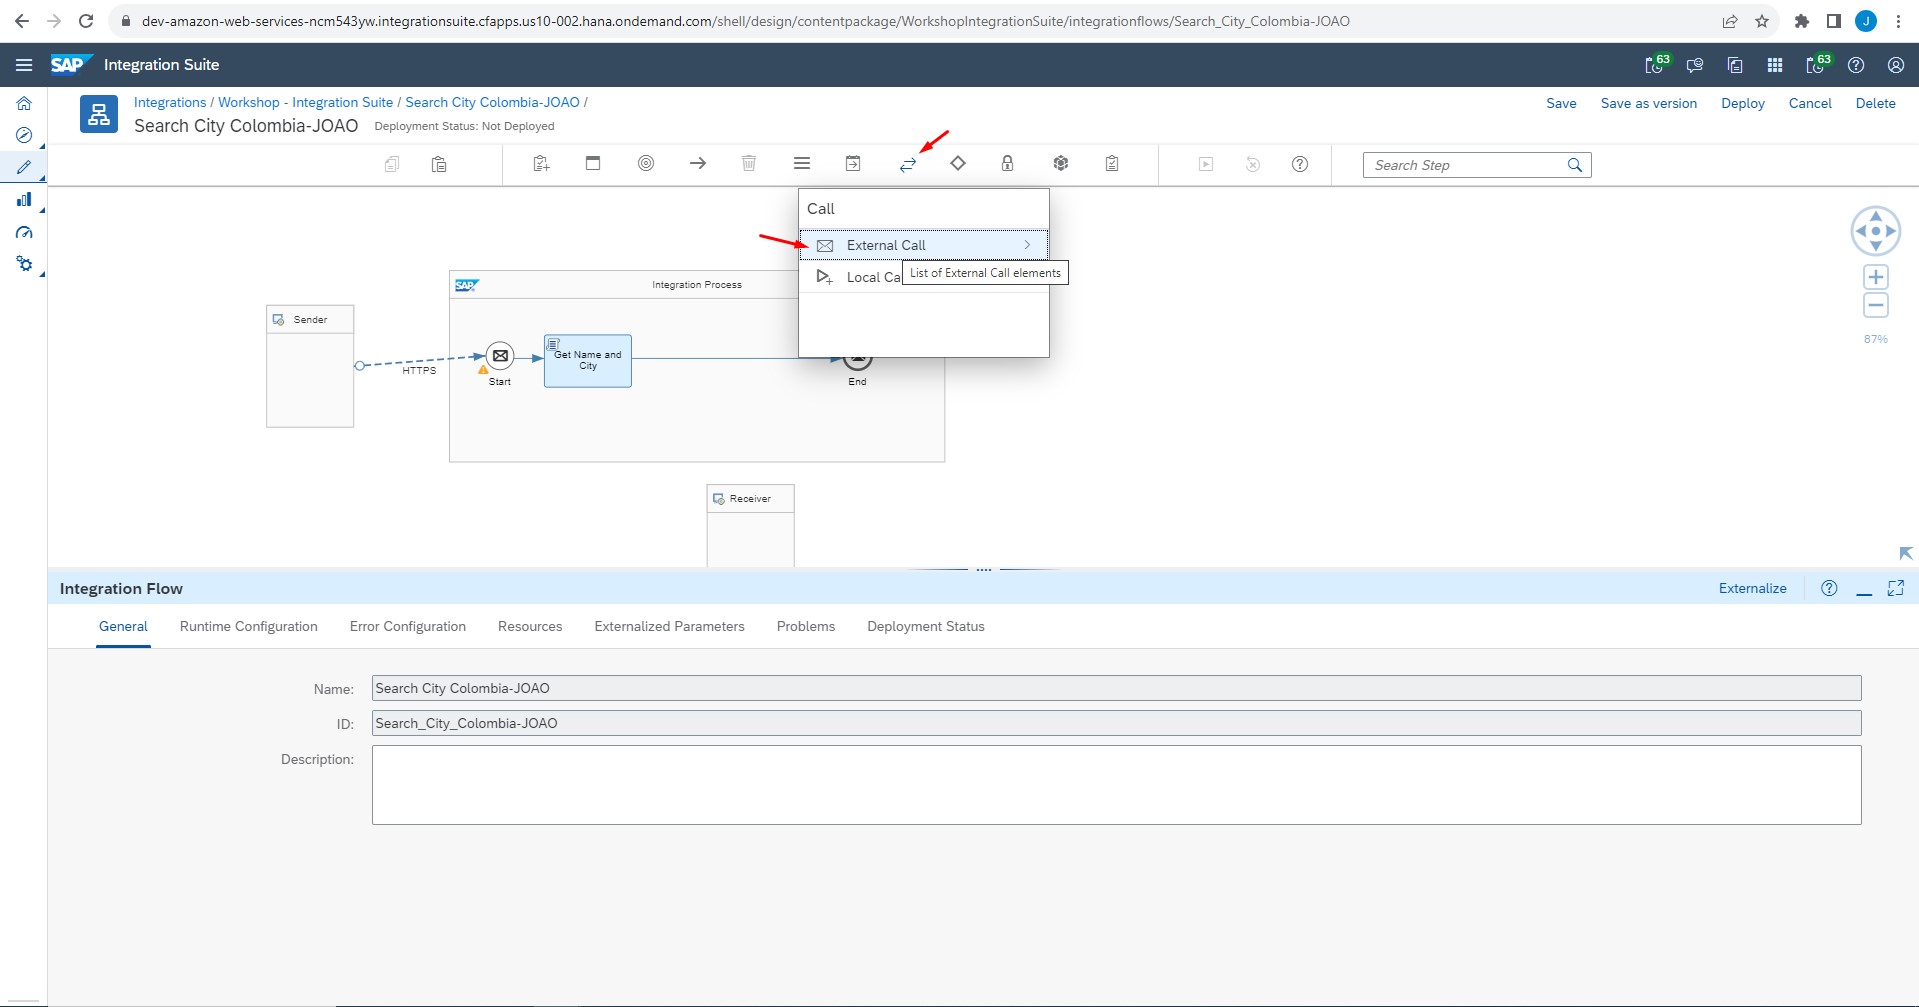 dev-amazon-web-services-ncm543yw.integrationsuite.cfapps.us10-002.hana.ondemand.com/shell/design/contentpackage/WorkshopIntegrationSuite/integrationflows/Search_City_Colombia-JOAO
J
SAP Integration Suite
63
63
Integrations / Workshop - Integration Suite / Search City Colombia-JOAO /
Search City Colombia-JOAO Deployment Status: Not Deployed
Save Save as version Deploy Cancel Delete
Search Step
Call
External Call
List of External Call elements
Local Ca
SAP Integration Process
Sender
HTTPS
Start
Get Name and
City
End
Receiver
87%
Integration Flow
Externalize
General Runtime Configuration Error Configuration Resources Externalized Parameters Problems Deployment Status
Name: Search City Colombia-JOAO
ID: Search_City_Colombia-JOAO
Description: